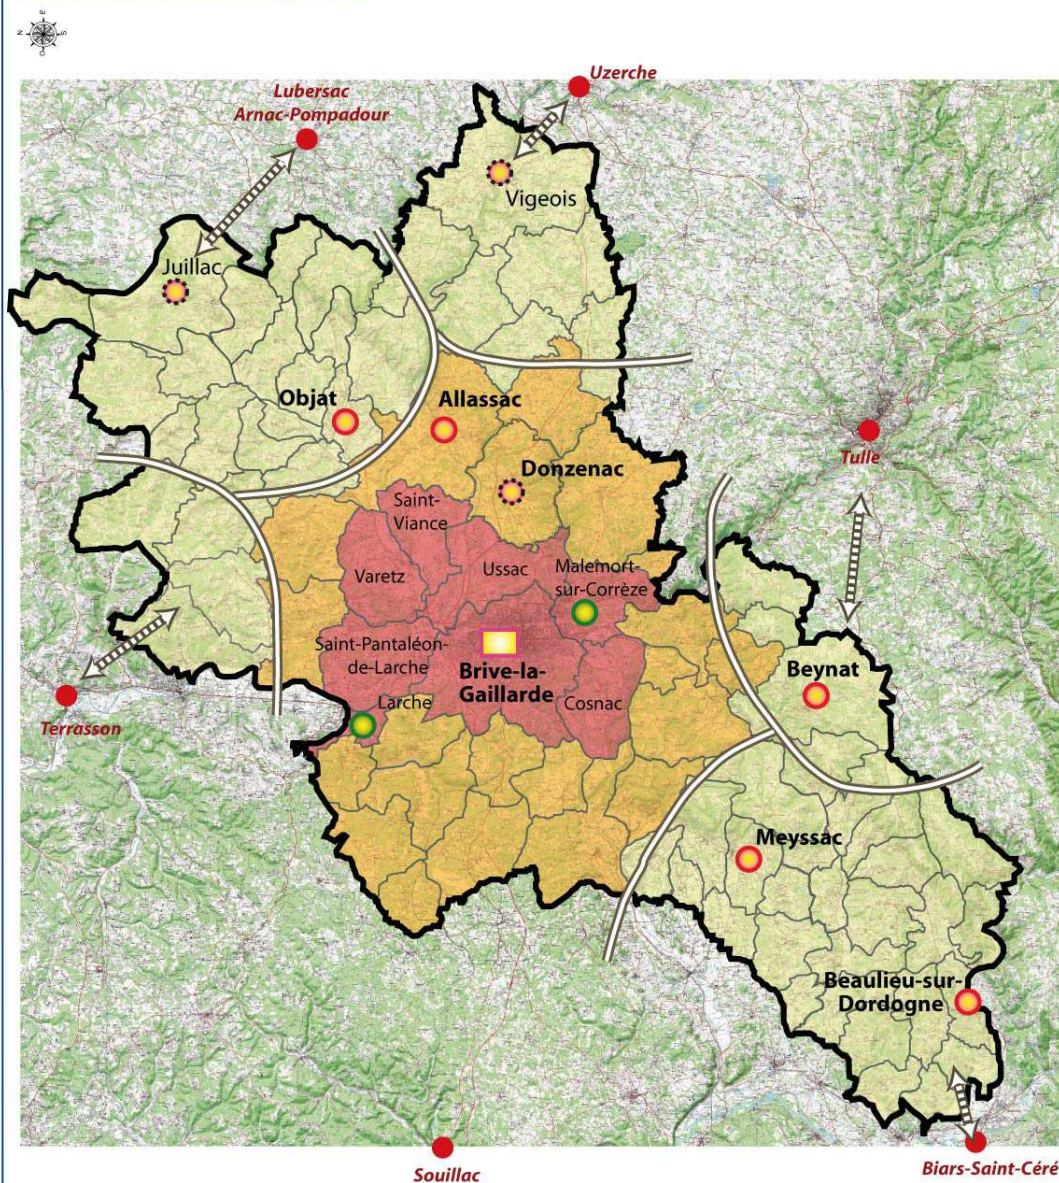 E
N
S
O
Uzerche
Lubersac
Arnac-Pompadour
Vigeois
Juillac
Objat
Allassac
Tulle
Donzenac
Saint-
Viance
Ussac
Malemort-
sur-Corrèze
Varetz
Saint-Pantaléon-
de-Larche
Brive-la-
Gaillarde
Beynat
Larche
Cosnac
Terrasson
Meyssac
Beaulieu-sur-
Dordogne
Souillac
Biars-Saint-Céré